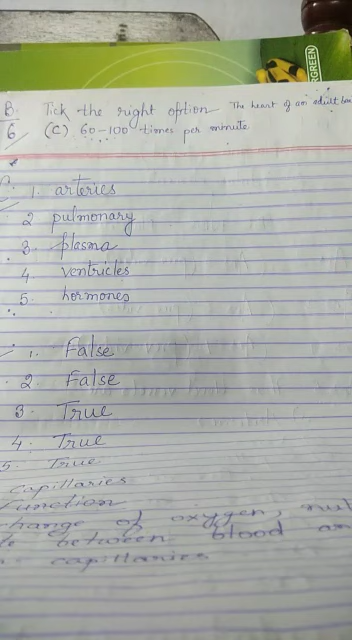 RGREEN
B. Tick the right option The heart of an adult bea
6 (C) 60-100 times per minute
C. 1. arteries
2 pulmonary
3. plasma
4. ventricles
5. hormones
1. False
2. False
3. True
4. True
5. True
Capillaries
Function
change of oxygen, nut
between blood an
capillaries